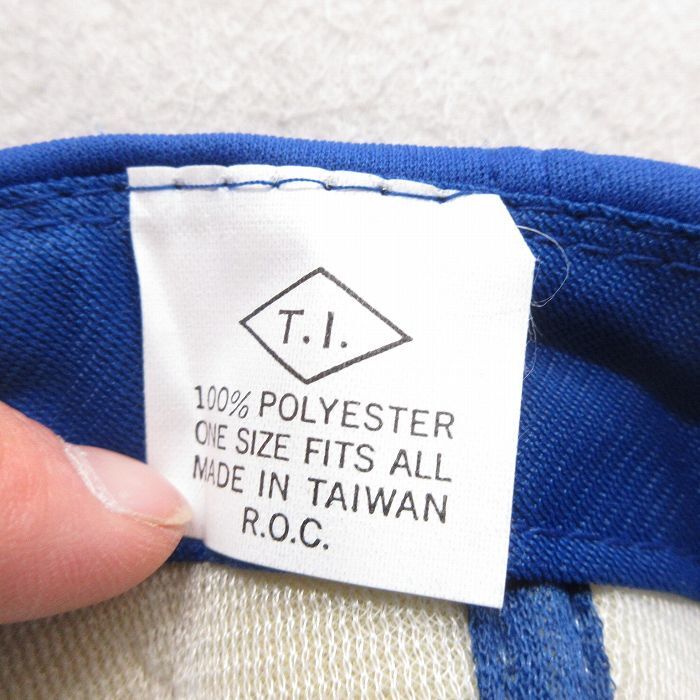 T.I.
100% POLYESTER
ONE SIZE FITS ALL
MADE IN TAIWAN
R.O.C.